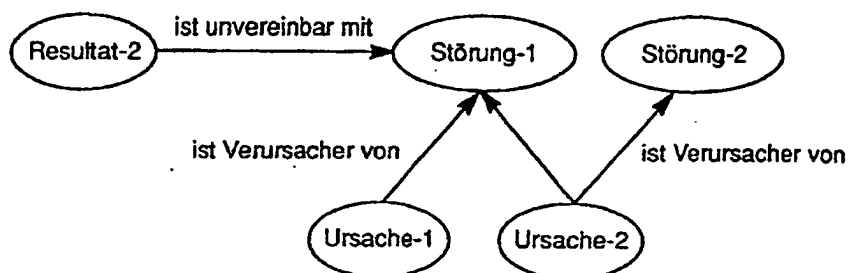 ist unvereinbar mit
Resultat-2
Störung-1
Störung-2
ist Verursacher von
ist Verursacher von
Ursache-1
Ursache-2